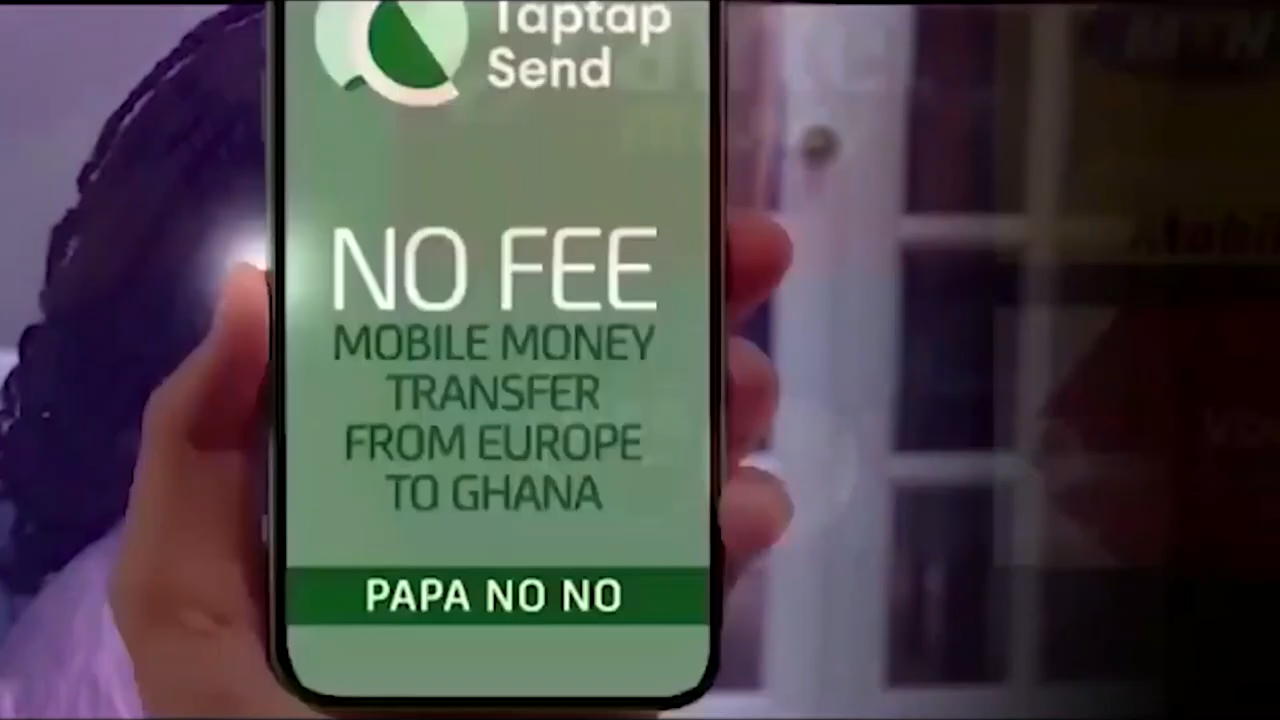 Taptap
Send
NO FEE
MOBILE MONEY
TRANSFER
FROM EUROPE
TO GHANA
PAPA NO NO